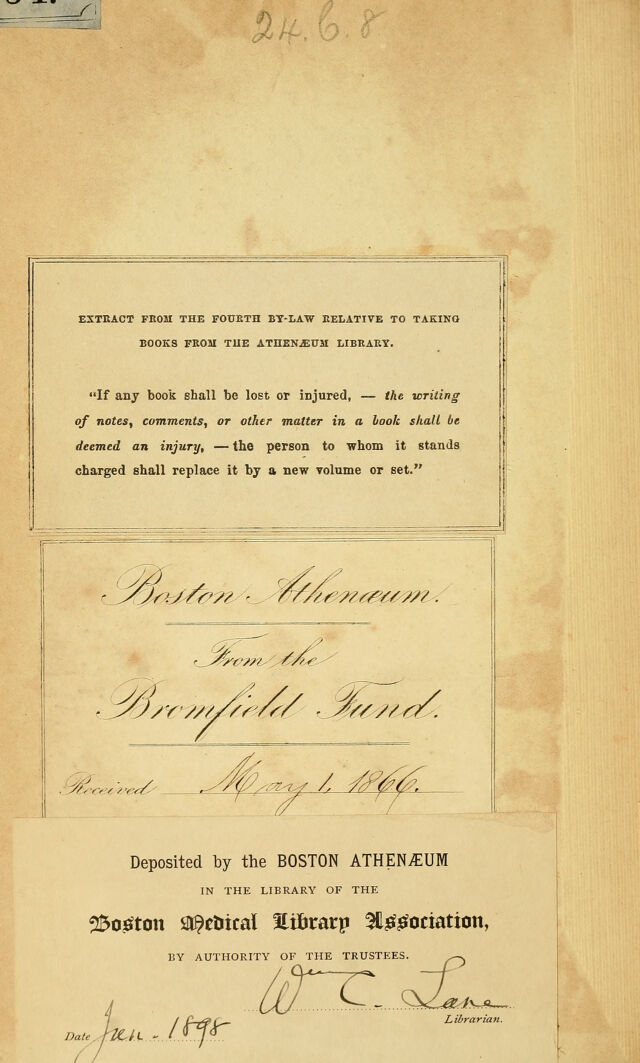 24.6.8
EXTRACT FROM THE FOURTH BY-LAW RELATIVE TO TAKING
BOOKS FROM THE ATHENÆUM LIBRARY.
“If any book shall be lost or injured, — the writing
of notes, comments, or other matter in a book shall be
deemed an injury, — the person to whom it stands
charged shall replace it by a new volume or set.”
Boston Athenæum.
From the
Bromfield Fund.
Received May 1, 1866.
Deposited by the BOSTON ATHENÆUM
IN THE LIBRARY OF THE
Boston Medical Library Association,
BY AUTHORITY OF THE TRUSTEES.
Wm C. Lane
Librarian.
Date Jan. 1898